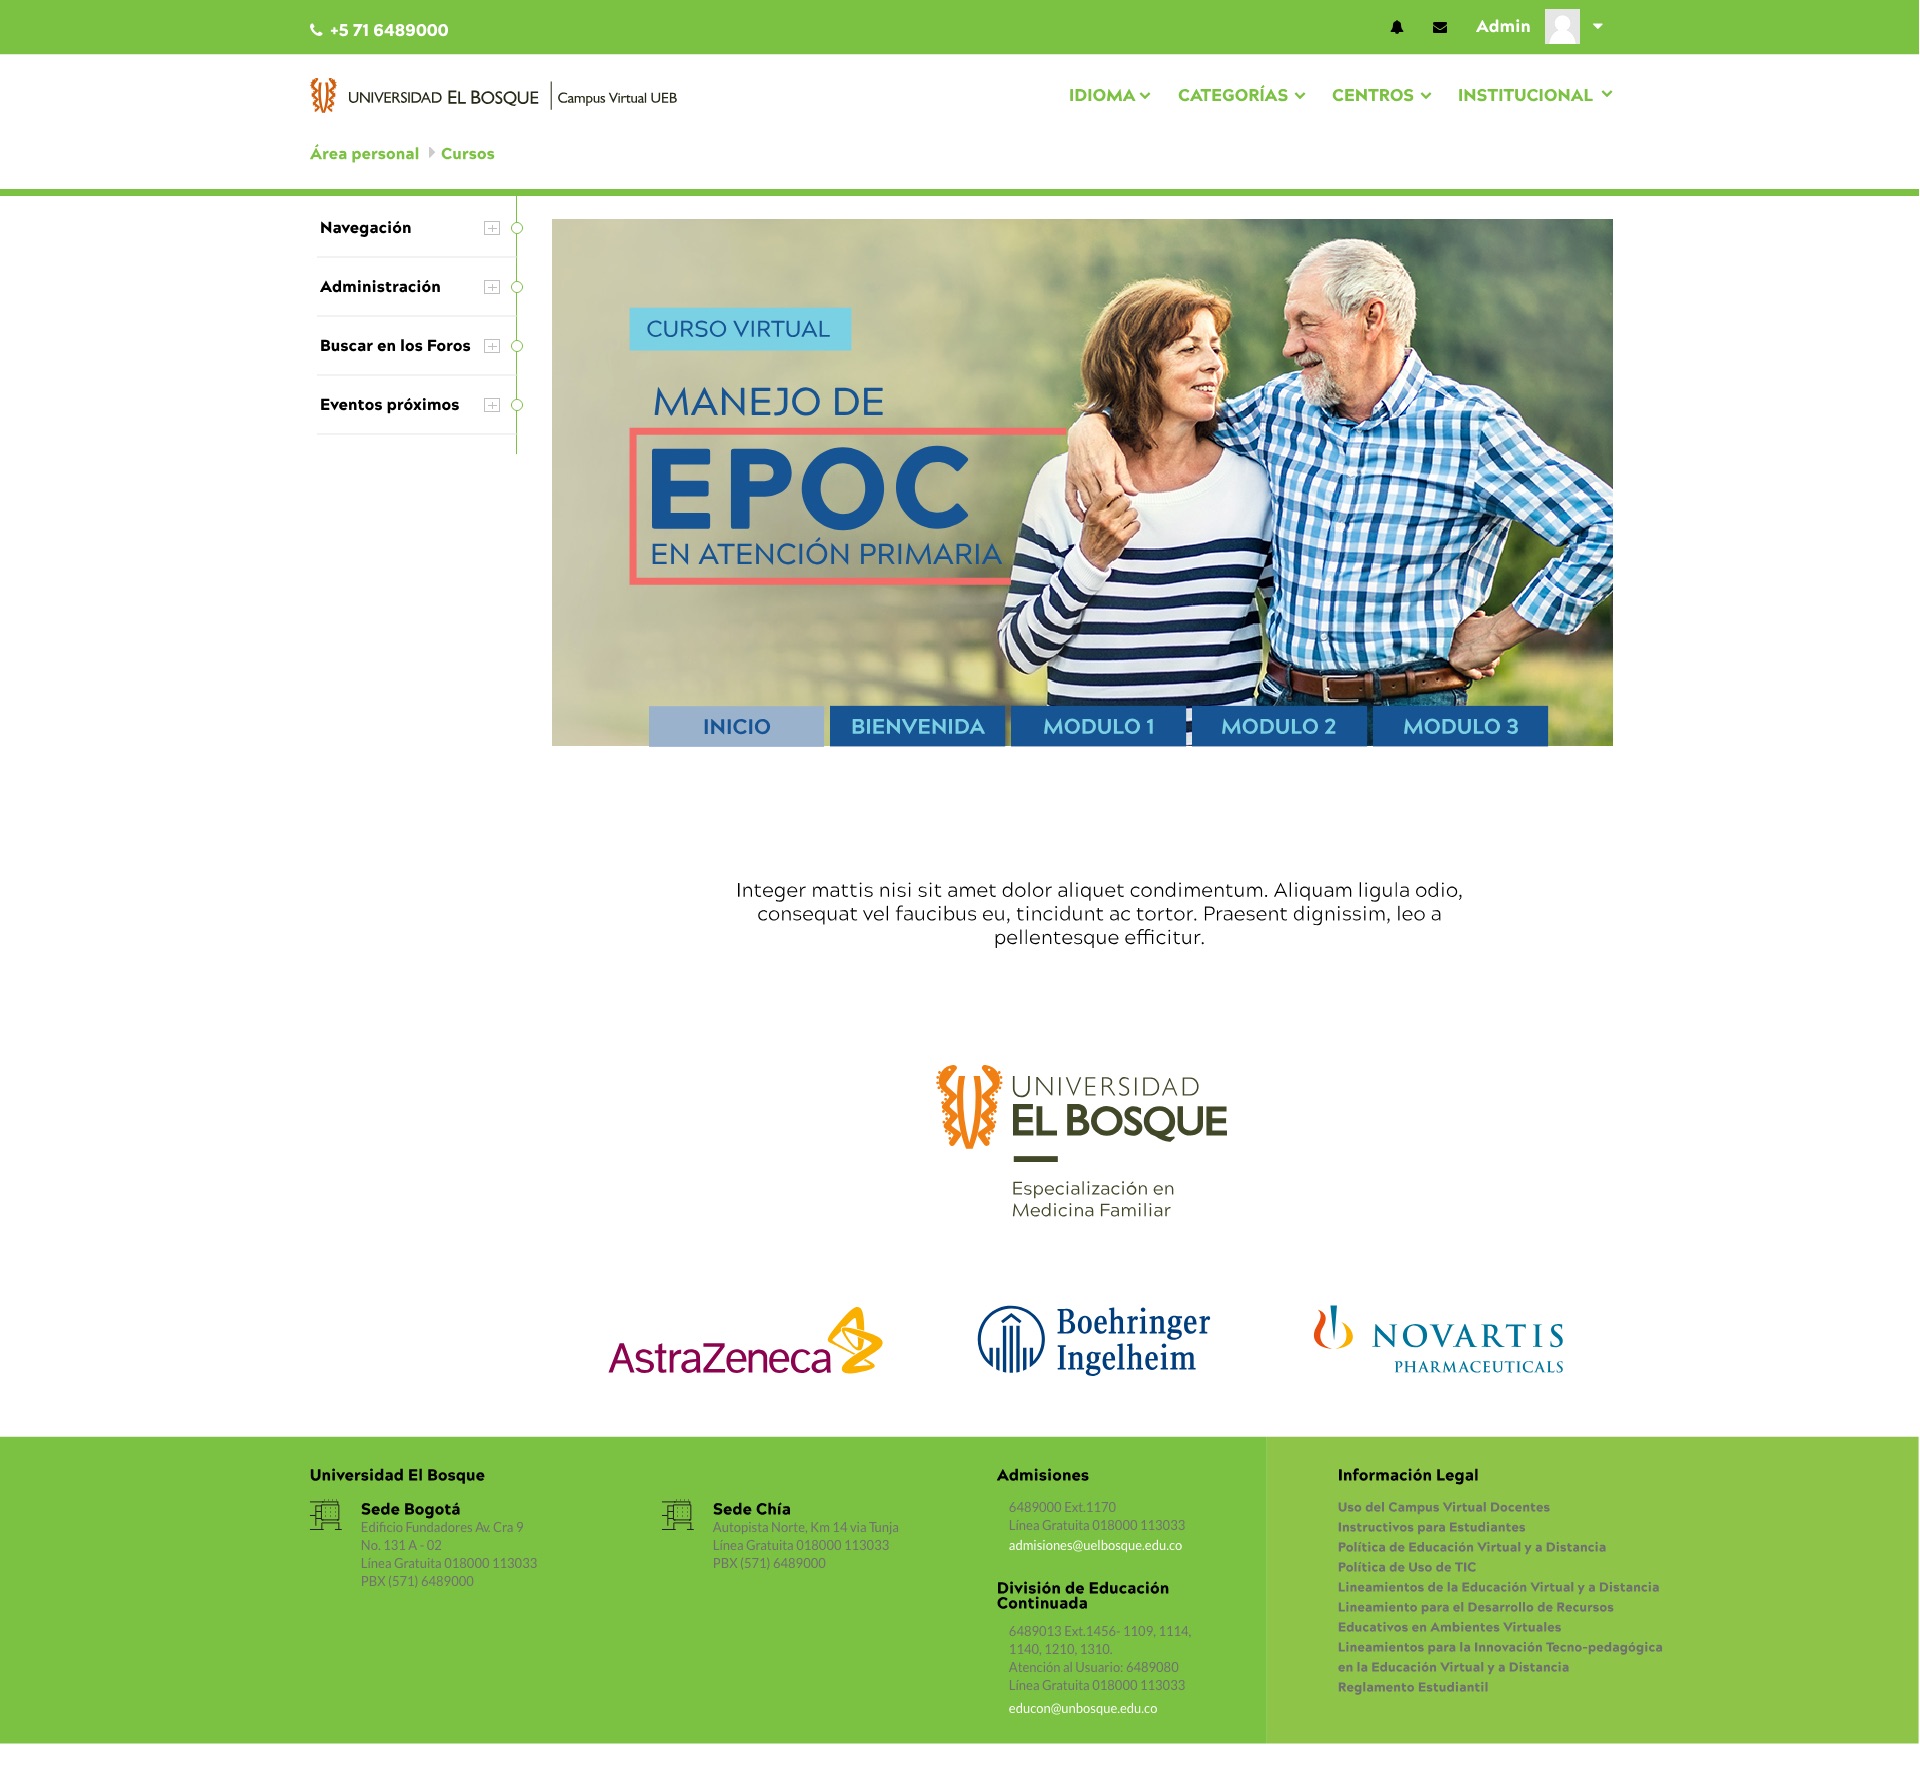 +5 71 6489000
Admin
UNIVERSIDAD EL BOSQUE | Campus Virtual UEB
IDIOMA
CATEGORÍAS
CENTROS
INSTITUCIONAL
Área personal
Cursos
Navegación
Administración
Buscar en los Foros
Eventos próximos
CURSO VIRTUAL
MANEJO DE
EPOC
EN ATENCIÓN PRIMARIA
INICIO
BIENVENIDA
MODULO 1
MODULO 2
MODULO 3
Integer mattis nisi sit amet dolor aliquet condimentum. Aliquam ligula odio,
consequat vel faucibus eu, tincidunt ac tortor. Praesent dignissim, leo a
pellentesque efficitur.
UNIVERSIDAD
EL BOSQUE
Especialización en
Medicina Familiar
AstraZeneca
Boehringer
Ingelheim
NOVARTIS
PHARMACEUTICALS
Universidad El Bosque
Sede Bogotá
Edificio Fundadores Av. Cra 9
No. 131 A - 02
Línea Gratuita 018000 113033
PBX (571) 6489000
Sede Chía
Autopista Norte, Km 14 via Tunja
Línea Gratuita 018000 113033
PBX (571) 6489000
Admisiones
6489000 Ext.1170
Línea Gratuita 018000 113033
admisiones@uelbosque.edu.co
División de Educación
Continuada
6489013 Ext.1456- 1109, 1114,
1140, 1210, 1310.
Atención al Usuario: 6489080
Línea Gratuita 018000 113033
educon@unbosque.edu.co
Información Legal
Uso del Campus Virtual Docentes
Instructivos para Estudiantes
Política de Educación Virtual y a Distancia
Política de Uso de TIC
Lineamientos de la Educación Virtual y a Distancia
Lineamiento para el Desarrollo de Recursos
Educativos en Ambientes Virtuales
Lineamientos para la Innovación Tecno-pedagógica
en la Educación Virtual y a Distancia
Reglamento Estudiantil